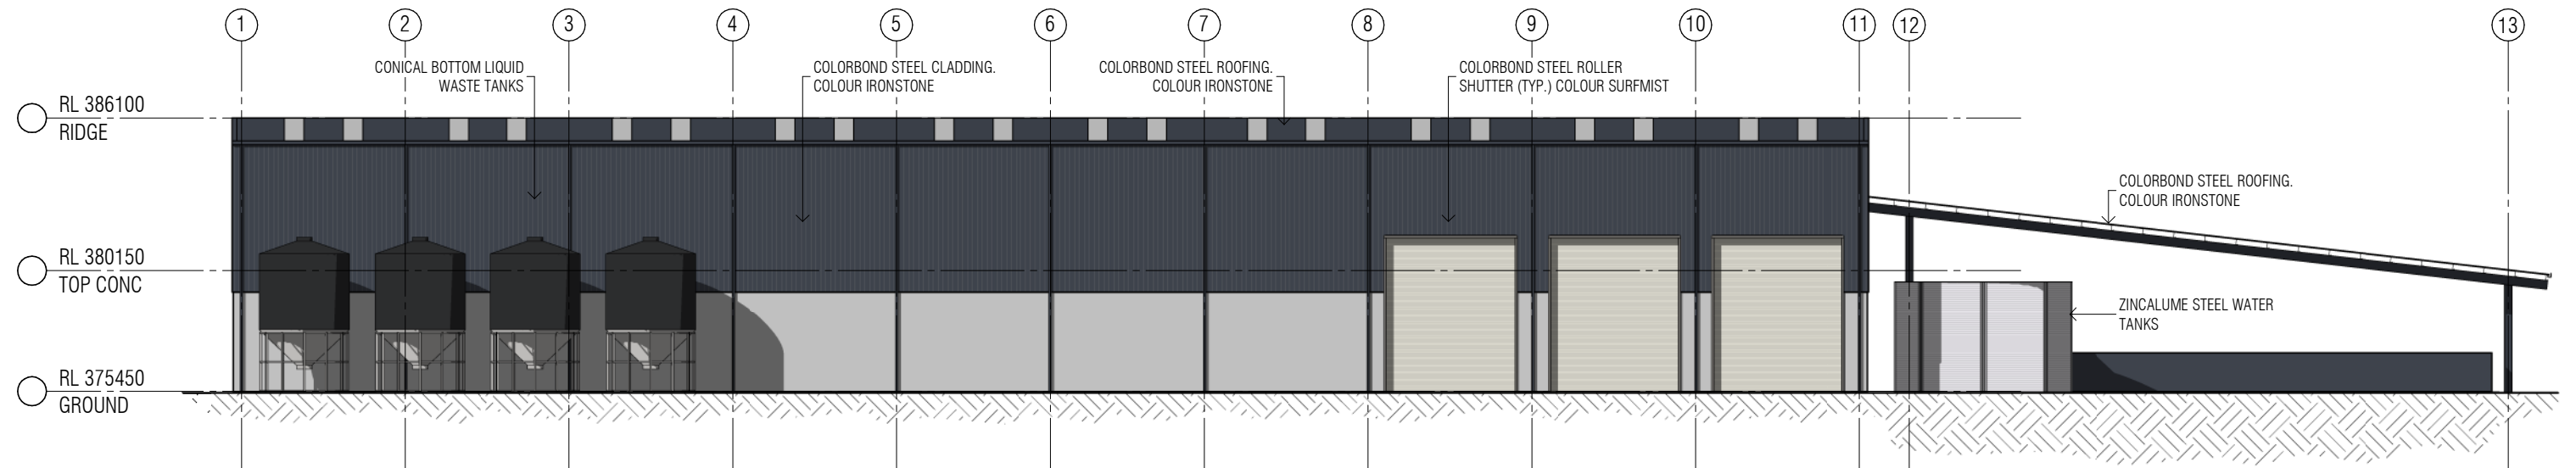 1 2 3 4 5 6 7 8 9 10 11 12 13
CONICAL BOTTOM LIQUID
WASTE TANKS
COLORBOND STEEL CLADDING.
COLOUR IRONSTONE
COLORBOND STEEL ROOFING.
COLOUR IRONSTONE
COLORBOND STEEL ROLLER
SHUTTER (TYP.) COLOUR SURFMIST
RL 386100
RIDGE
COLORBOND STEEL ROOFING.
COLOUR IRONSTONE
RL 380150
TOP CONC
ZINCALUME STEEL WATER
TANKS
RL 375450
GROUND